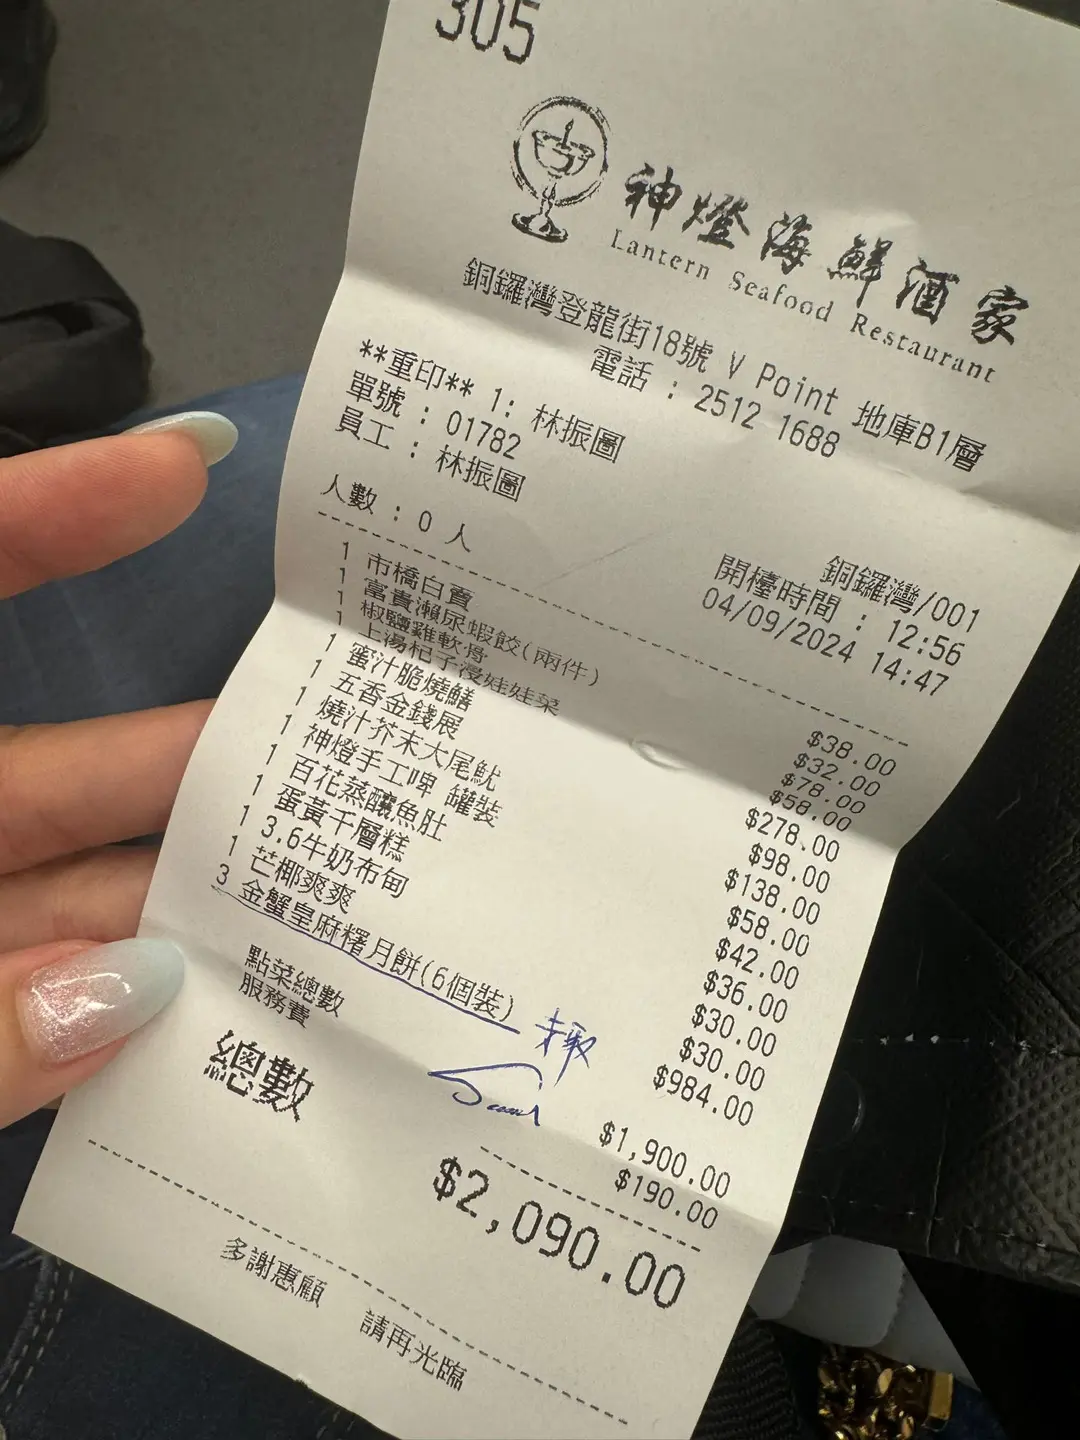 305
神燈海鮮酒家
Lantern Seafood Restaurant
銅鑼灣登龍街18號 V Point 地庫B1層
電話 : 2512 1688
**重印** 1: 林振圖
單號 : 01782
員工 : 林振圖
銅鑼灣/001
開檯時間 : 12:56
人數 : 0 人
04/09/2024 14:47
1 市橋白賣 $38.00
1 富貴瀨尿蝦餃(兩件) $32.00
1 椒鹽雞軟骨 $78.00
1 上湯杞子浸娃娃菜 $58.00
1 蜜汁脆燒鱔 $278.00
1 五香金錢展 $98.00
1 燒汁芥末大尾魷 $138.00
1 神燈手工啤 罐裝 $58.00
1 百花蒸釀魚肚 $42.00
1 蛋黃千層糕 $36.00
1 3.6牛奶布甸 $30.00
1 芒椰爽爽 $30.00
3 金蟹皇麻糬月餅(6個裝) $984.00
未取
點菜總數 $1,900.00
服務費 $190.00
總數 $2,090.00
多謝惠顧 請再光臨